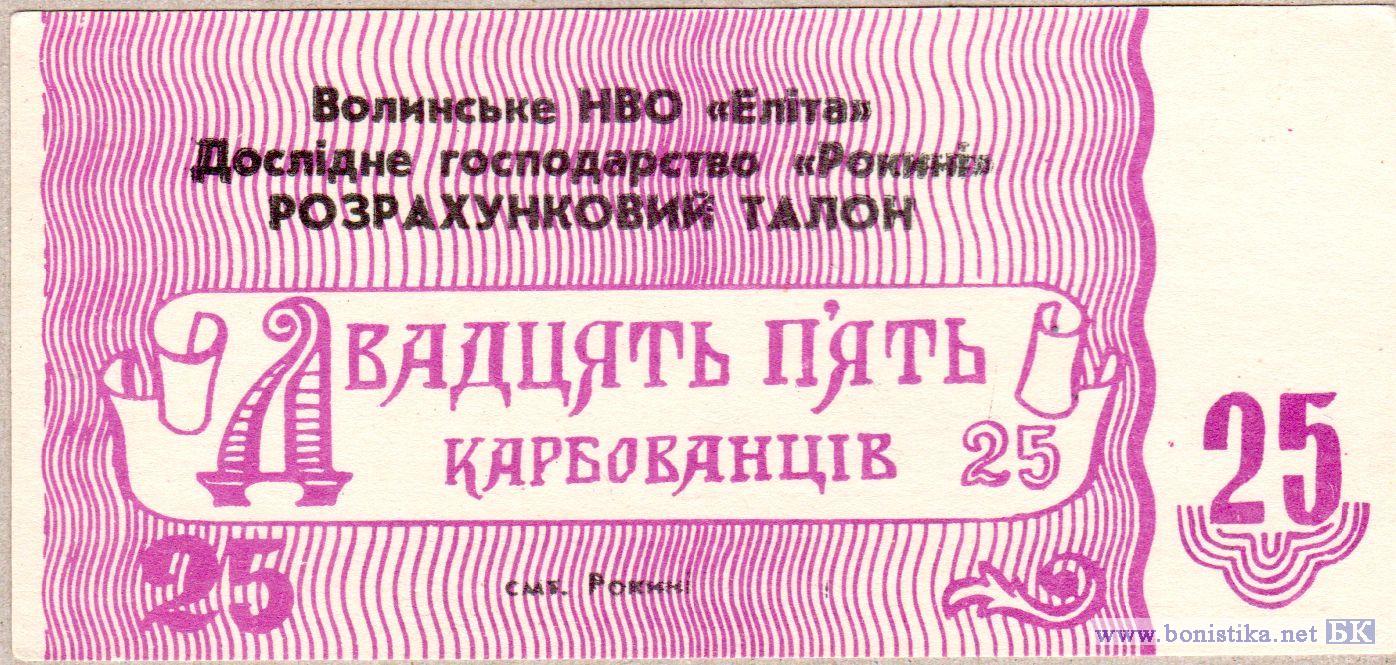 Волинське НВО «Еліта»
Дослідне господарство «Рокині»
РОЗРАХУНКОВИЙ ТАЛОН
ДВАДЦЯТЬ П'ЯТЬ
КАРБОВАНЦІВ 25
25
25
смт. Рокині
www.bonistika.net БК